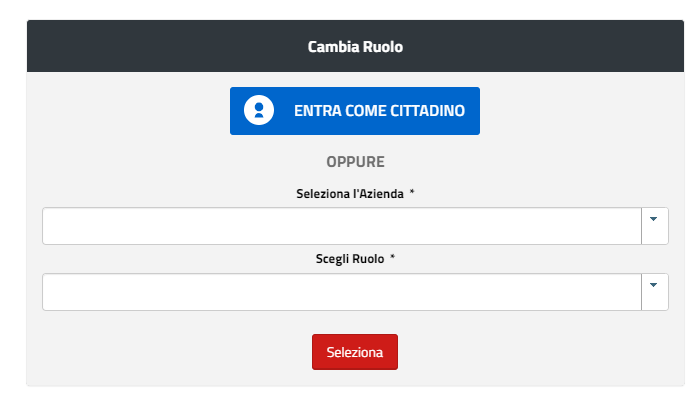 Cambia Ruolo
ENTRA COME CITTADINO
OPPURE
Seleziona l'Azienda *
Scegli Ruolo *
Seleziona